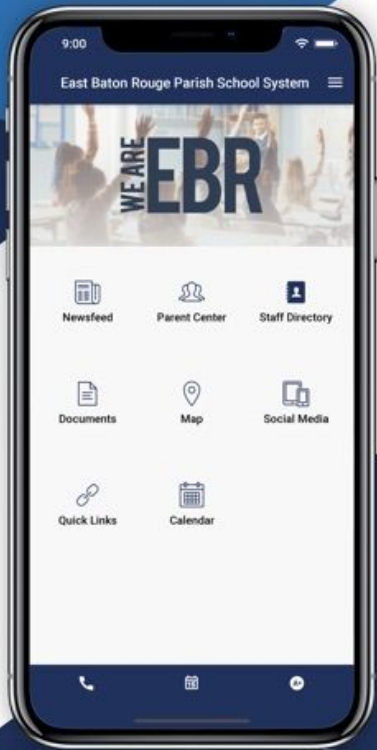 9:00
East Baton Rouge Parish School System
WE ARE
EBR
Newsfeed
Parent Center
Staff Directory
Documents
Map
Social Media
Quick Links
Calendar
A+